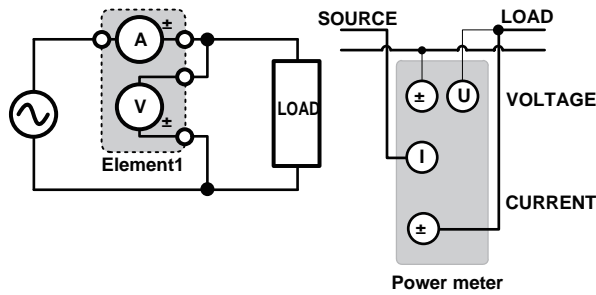 A ±
V ±
Element1
LOAD
SOURCE LOAD
± U VOLTAGE
I
CURRENT
±
Power meter